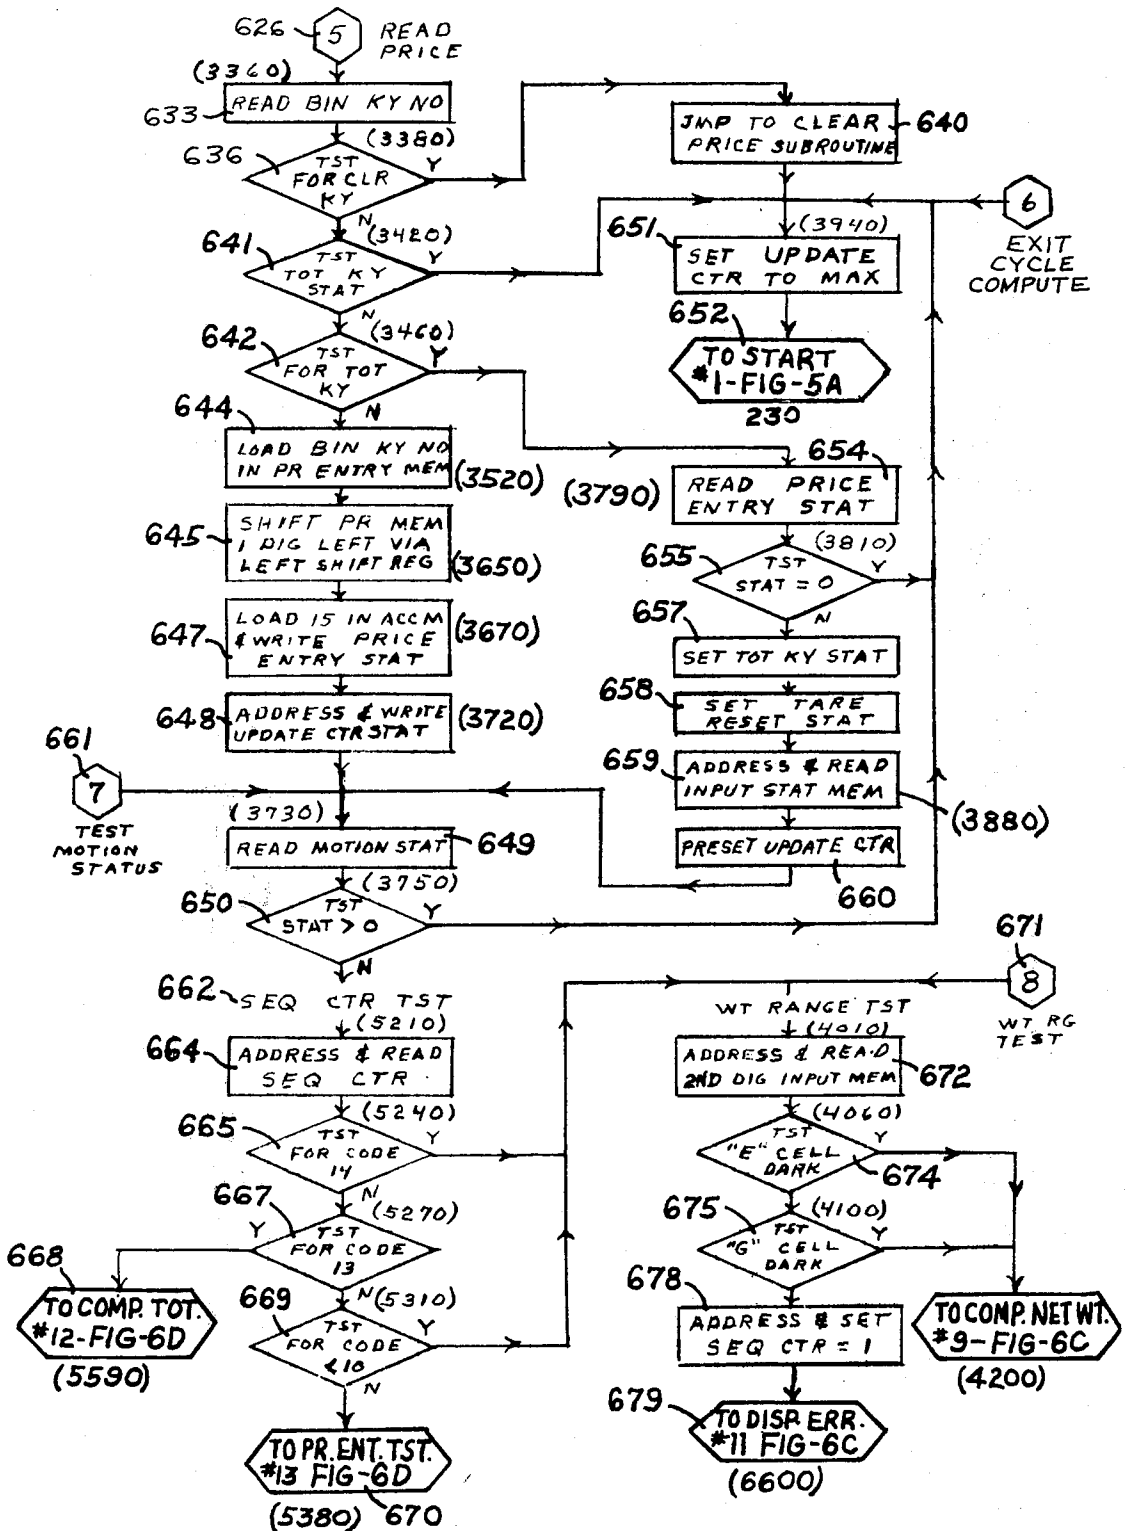 626
5
READ
PRICE
(3360)
633
READ BIN KY NO
(3380)
636
TST
FOR CLR
KY
Y
N
JMP TO CLEAR
PRICE SUBROUTINE
640
641
(3420)
TST
TOT KY
STAT
Y
N
651
(3940)
SET UPDATE
CTR TO MAX
6
EXIT
CYCLE
COMPUTE
642
(3460)
TST
FOR TOT
KY
Y
N
652
TO START
#1-FIG-5A
230
644
LOAD BIN KY NO
IN PR ENTRY MEM
(3520)
654
(3790)
READ PRICE
ENTRY STAT
645
SHIFT PR MEM
1 DIG LEFT VIA
LEFT SHIFT REG
(3650)
655
(3810)
TST
STAT = 0
Y
N
647
LOAD 15 IN ACCM
& WRITE PRICE
ENTRY STAT
(3670)
657
SET TOT KY STAT
648
ADDRESS & WRITE
UPDATE CTR STAT
(3720)
658
SET TARE
RESET STAT
661
7
TEST
MOTION
STATUS
659
ADDRESS & READ
INPUT STAT MEM
(3880)
(3730)
READ MOTION STAT
649
PRESET UPDATE CTR
660
650
(3750)
TST
STAT > 0
Y
N
662
SEQ CTR TST
(5210)
671
8
WT RG
TEST
WT RANGE TST
(4010)
664
ADDRESS & READ
SEQ CTR
ADDRESS & READ
2ND DIG INPUT MEM
672
665
(5240)
TST
FOR CODE
14
Y
N
(4060)
TST
"E" CELL
DARK
Y
674
667
(5270)
Y
TST
FOR CODE
13
N
675
(4100)
TST
"G" CELL
DARK
Y
668
TO COMP. TOT.
#12-FIG-6D
(5590)
669
(5310)
TST
FOR CODE
<10
Y
N
678
ADDRESS & SET
SEQ CTR = 1
TO COMP. NET WT.
#9-FIG-6C
(4200)
TO PR. ENT. TST.
#13 FIG-6D
(5380)
670
679
TO DISP. ERR.
#11 FIG-6C
(6600)